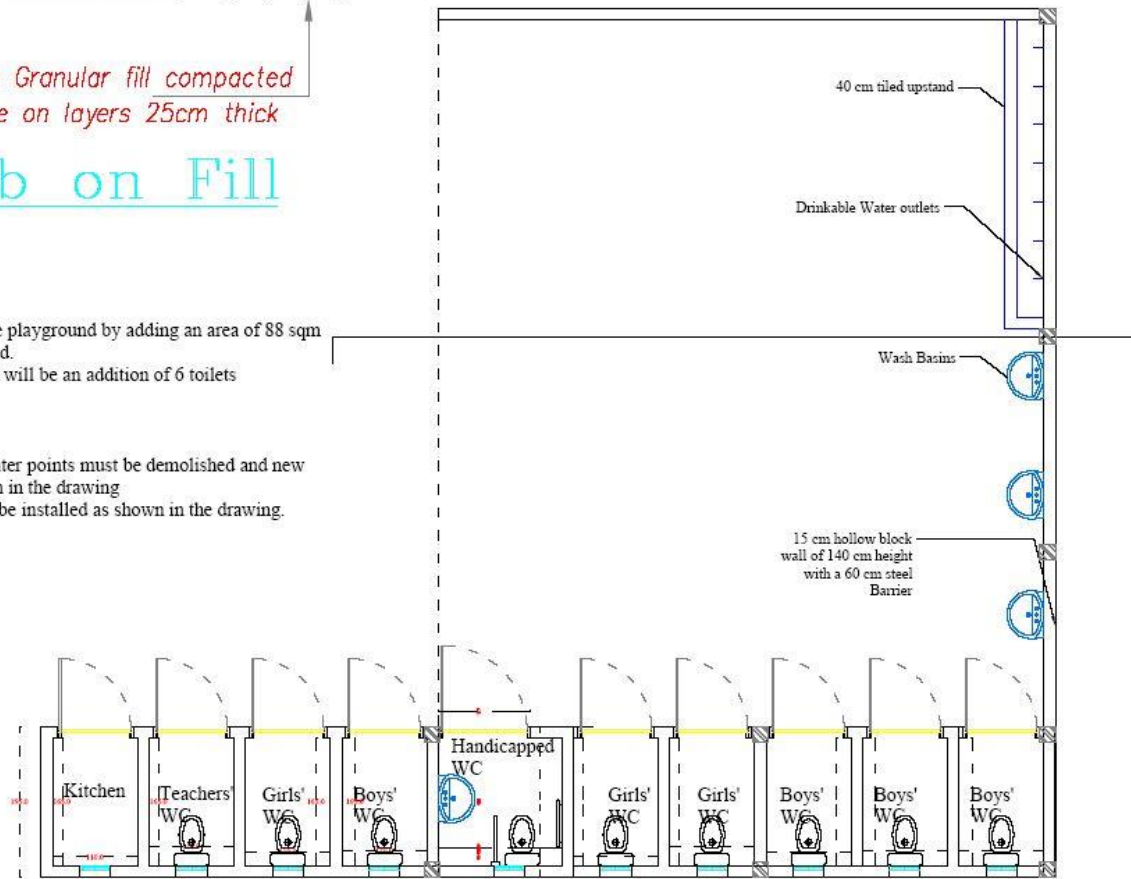 Granular fill compacted
on layers 25cm thick
on Fill
playground by adding an area of 88 sqm
will be an addition of 6 toilets
points must be demolished and new
in the drawing
be installed as shown in the drawing.
40 cm tiled upstand
Drinkable Water outlets
Wash Basins
15 cm hollow block
wall of 140 cm height
with a 60 cm steel
Barrier
Handicapped
WC
Kitchen
Teachers'
WC
Girls'
WC
Boys'
WC
Girls'
WC
Girls'
WC
Boys'
WC
Boys'
WC
Boys'
WC